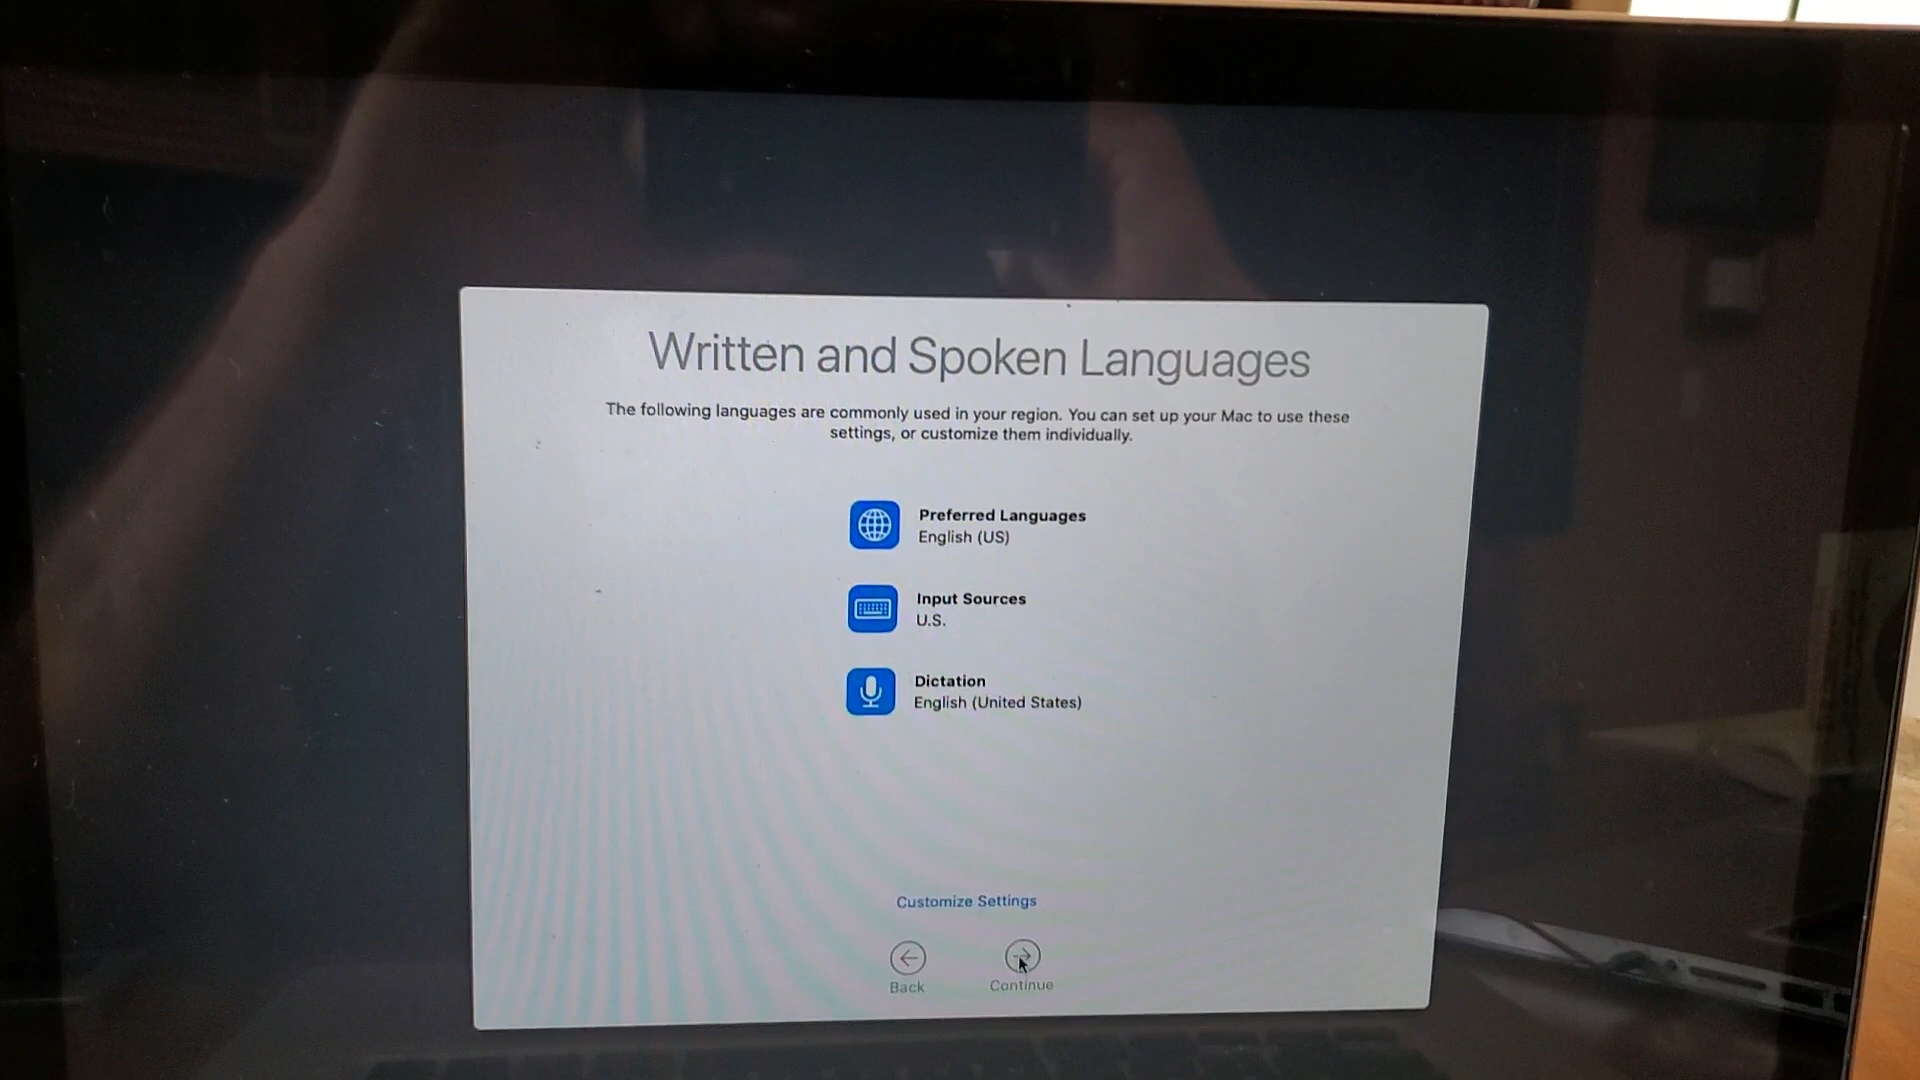 Written and Spoken Languages
The following languages are commonly used in your region. You can set up your Mac to use these
settings, or customize them individually.
Preferred Languages
English (US)
Input Sources
U.S.
Dictation
English (United States)
Customize Settings
Back
Continue